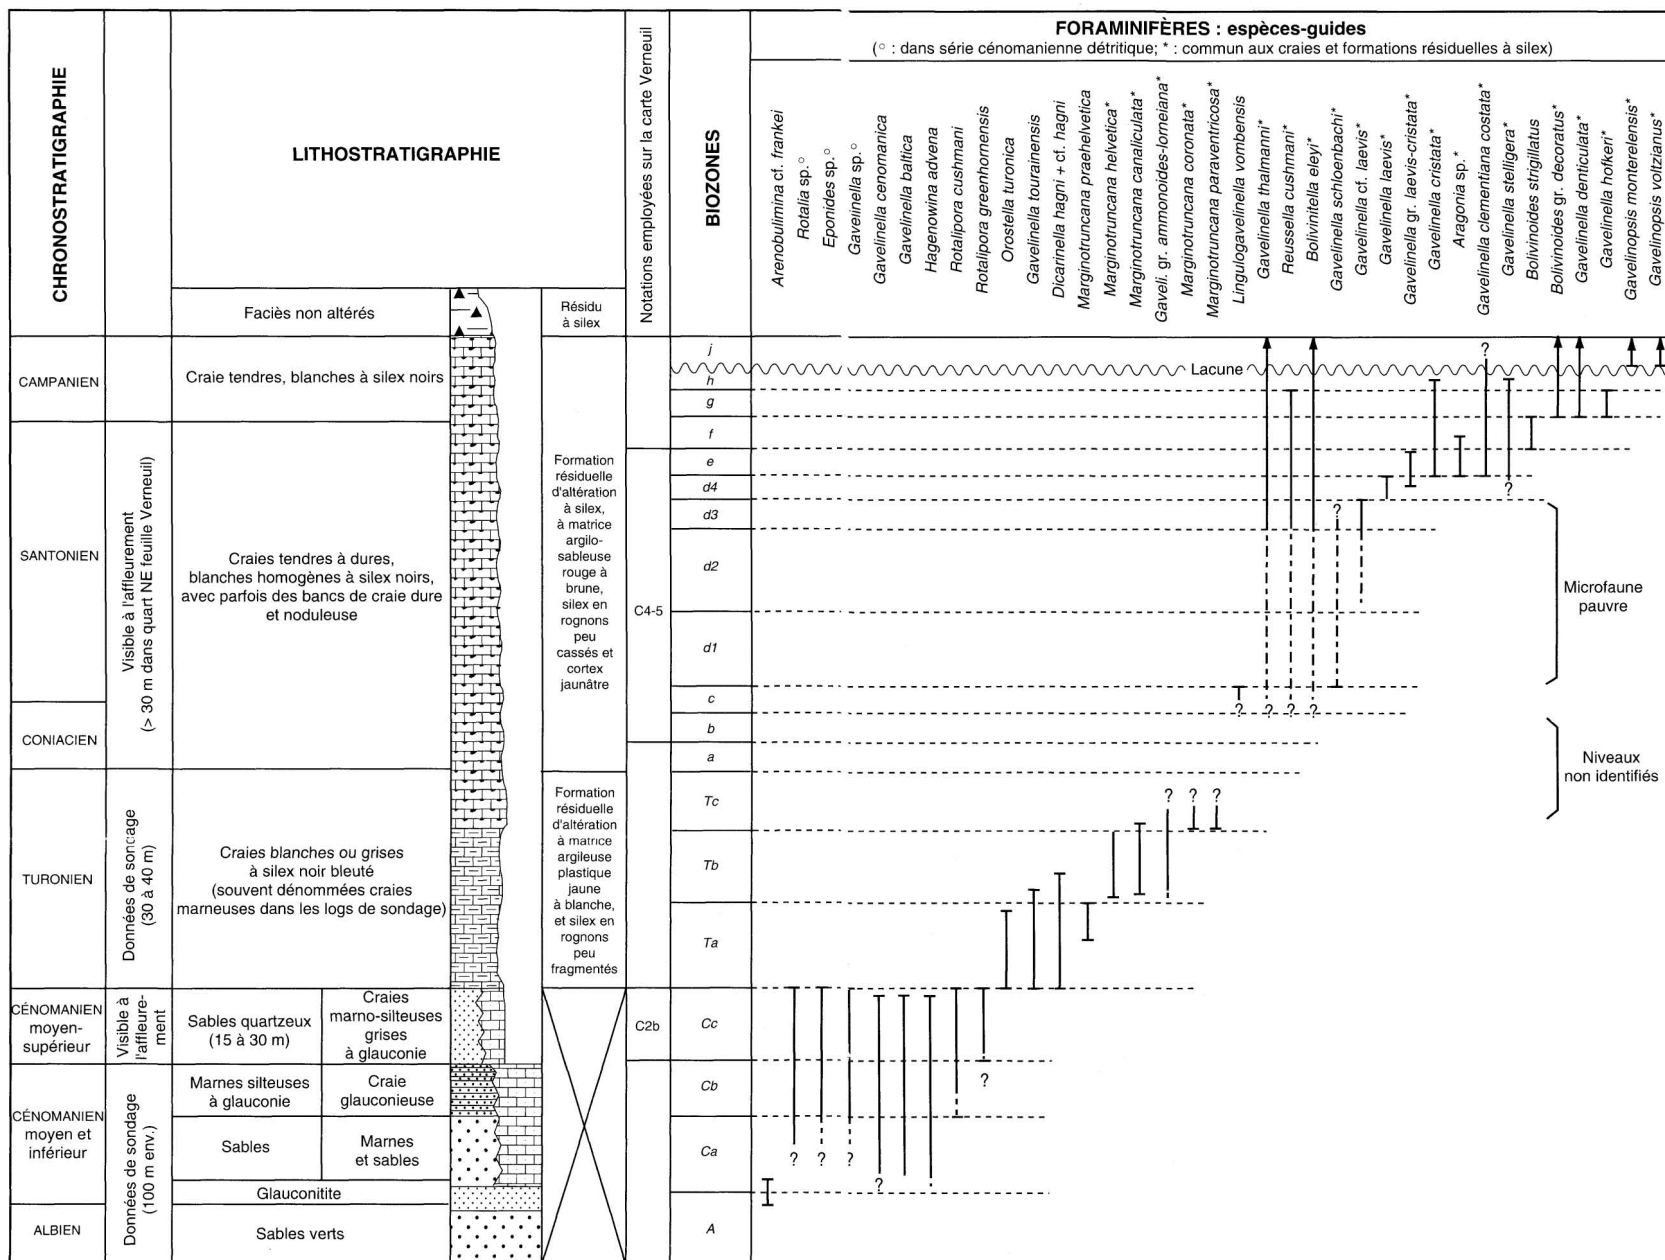 CHRONOSTRATIGRAPHIE
LITHOSTRATIGRAPHIE
Notations employées sur la carte Verneuil
BIOZONES
FORAMINIFÈRES : espèces-guides
(° : dans série cénomanienne détritique; * : commun aux craies et formations résiduelles à silex)
Arenobulimina cf. frankei
Rotalia sp.°
Eponides sp.°
Gavelinella sp.°
Gavelinella cenomanica
Gavelinella baltica
Hagenowina advena
Rotalipora cushmani
Rotalipora greenhornensis
Orostella turonica
Gavelinella tourainensis
Dicarinella hagni + cf. hagni
Marginotruncana praehelvetica
Marginotruncana helvetica*
Marginotruncana canaliculata*
Gaveli. gr. ammonoides-lorneiana*
Marginotruncana coronata*
Marginotruncana paraventricosa*
Lingulogavelinella vombensis
Gavelinella thalmanni*
Reussella cushmani*
Bolivinitella eleyi*
Gavelinella schloenbachi*
Gavelinella cf. laevis*
Gavelinella laevis*
Gavelinella gr. laevis-cristata*
Gavelinella cristata*
Aragonia sp.*
Gavelinella clementiana costata*
Gavelinella stelligera*
Bolivinoides strigillatus
Bolivinoides gr. decoratus*
Gavelinella denticulata*
Gavelinella hofkeri*
Gavelinopsis monterelensis*
Gavelinopsis voltzianus*
Faciès non altérés
Résidu
à silex
CAMPANIEN
SANTONIEN
CONIACIEN
TURONIEN
CÉNOMANIEN
moyen-
supérieur
CÉNOMANIEN
moyen et
inférieur
ALBIEN
Visible à l'affleurement
(> 30 m dans quart NE feuille Verneuil)
Données de sondage
(30 à 40 m)
Visible à
l'affleure-
ment
Données de sondage
(100 m env.)
Craie tendres, blanches à silex noirs
Craies tendres à dures,
blanches homogènes à silex noirs,
avec parfois des bancs de craie dure
et noduleuse
Craies blanches ou grises
à silex noir bleuté
(souvent dénommées craies
marneuses dans les logs de sondage)
Sables quartzeux
(15 à 30 m)
Craies
marno-silteuses
grises
à glauconie
Marnes silteuses
à glauconie
Craie
glauconieuse
Sables
Marnes
et sables
Glauconitite
Sables verts
Formation
résiduelle
d'altération
à silex,
à matrice
argilo-
sableuse
rouge à
brune,
silex en
rognons
peu
cassés et
cortex
jaunâtre
Formation
résiduelle
d'altération
à matrice
argileuse
plastique
jaune
à blanche,
et silex en
rognons
peu
fragmentés
C4-5
C2b
j
h
g
f
e
d4
d3
d2
d1
c
b
a
Tc
Tb
Ta
Cc
Cb
Ca
A
Lacune
?
?
?
? ? ? ?
? ? ?
?
? ? ? ?
Microfaune
pauvre
Niveaux
non identifiés